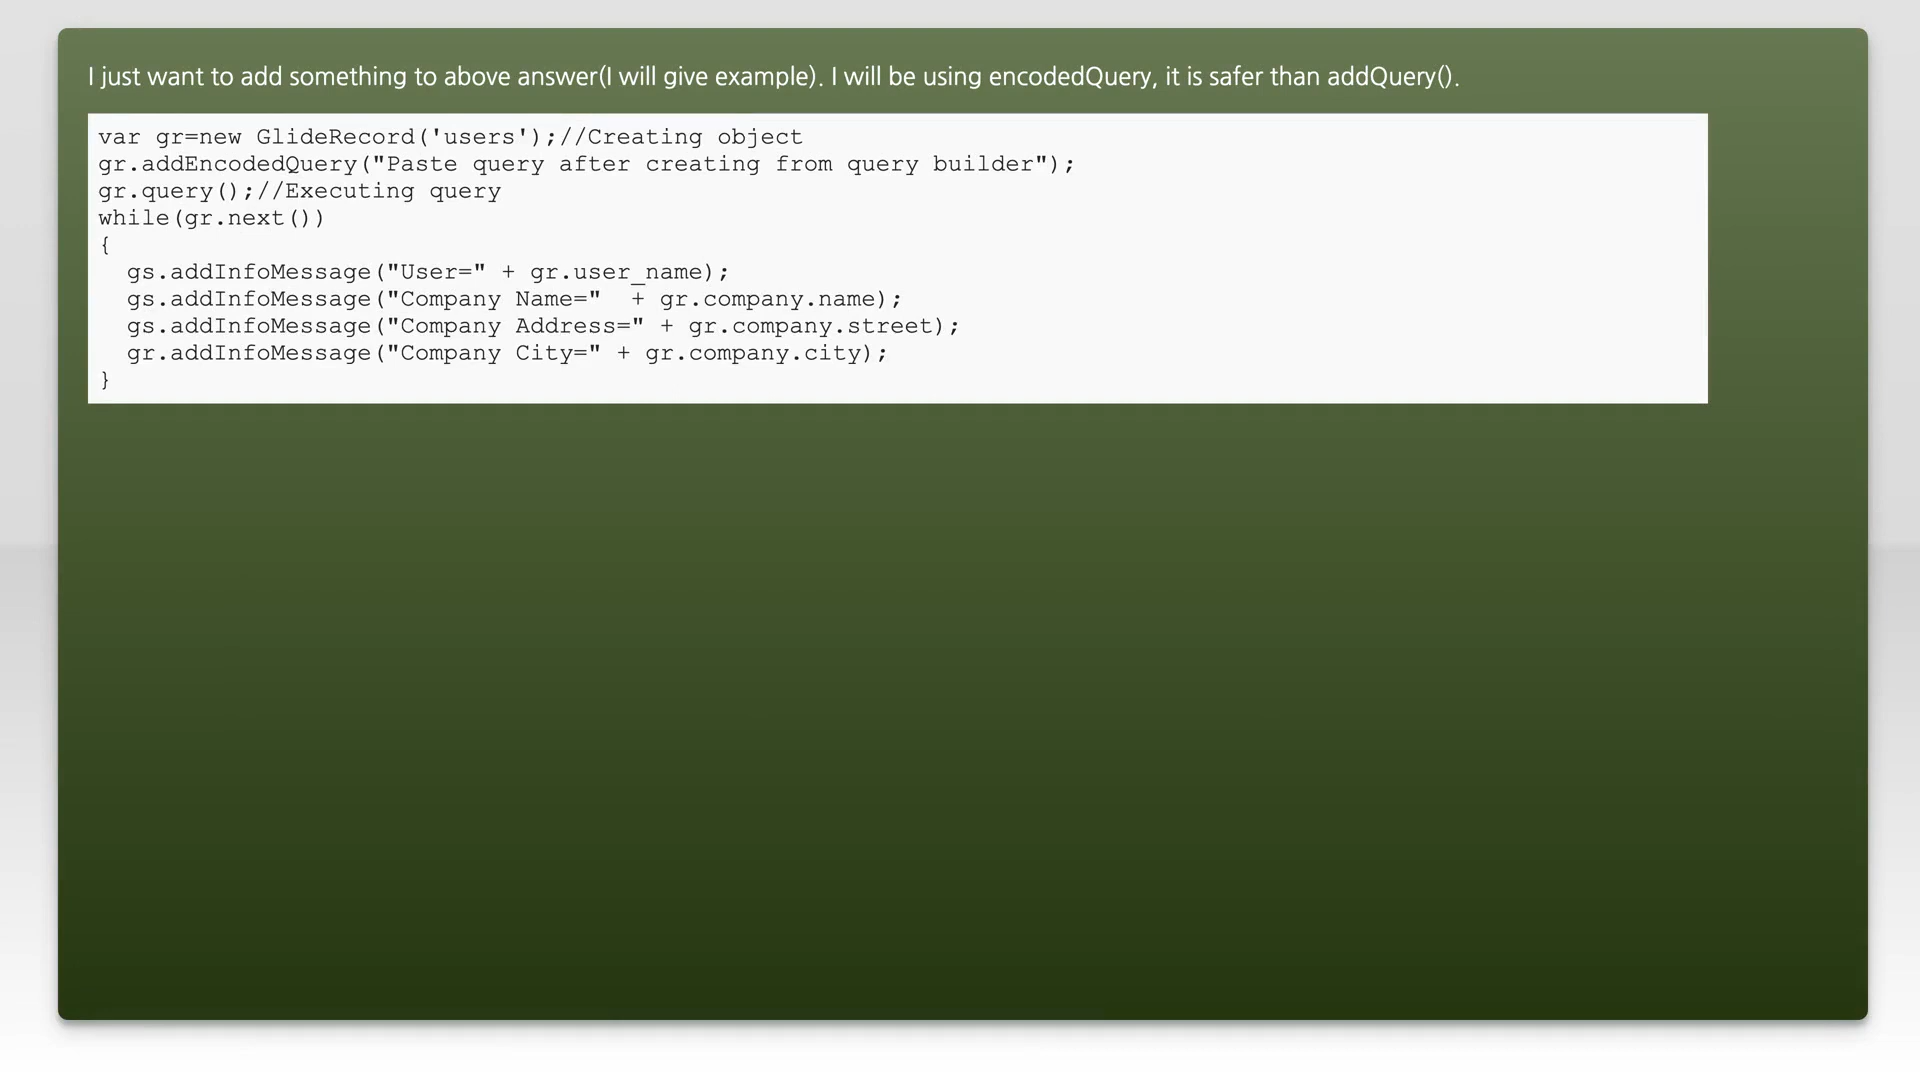 I just want to add something to above answer(I will give example). I will be using encodedQuery, it is safer than addQuery().
var gr=new GlideRecord('users');//Creating object
gr.addEncodedQuery("Paste query after creating from query builder");
gr.query();//Executing query
while(gr.next())
{
  gs.addInfoMessage("User=" + gr.user_name);
  gs.addInfoMessage("Company Name="  + gr.company.name);
  gs.addInfoMessage("Company Address=" + gr.company.street);
  gr.addInfoMessage("Company City=" + gr.company.city);
}